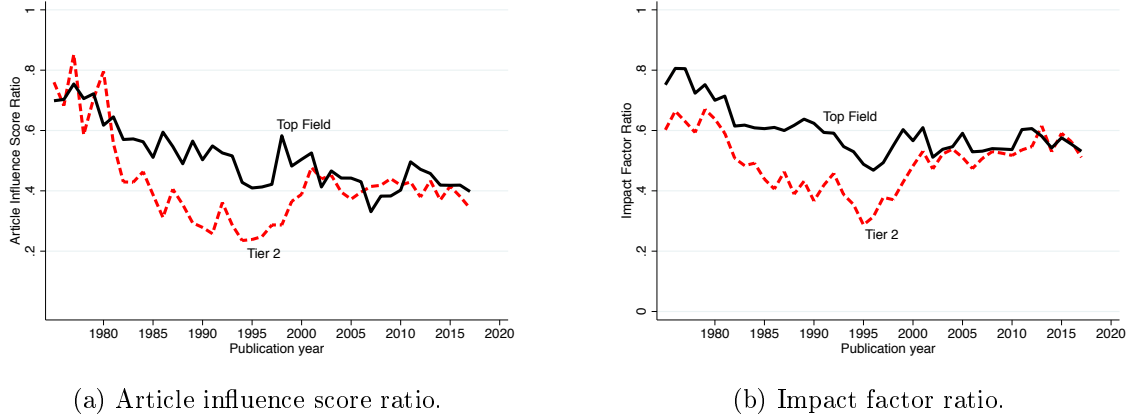 1
.8
.6
.4
.2
Article Influence Score Ratio
Top Field
Tier 2
1980 1985 1990 1995 2000 2005 2010 2015 2020
Publication year
(a) Article influence score ratio.
1
.8
.6
.4
.2
0
Impact Factor Ratio
Top Field
Tier 2
1980 1985 1990 1995 2000 2005 2010 2015 2020
Publication year
(b) Impact factor ratio.